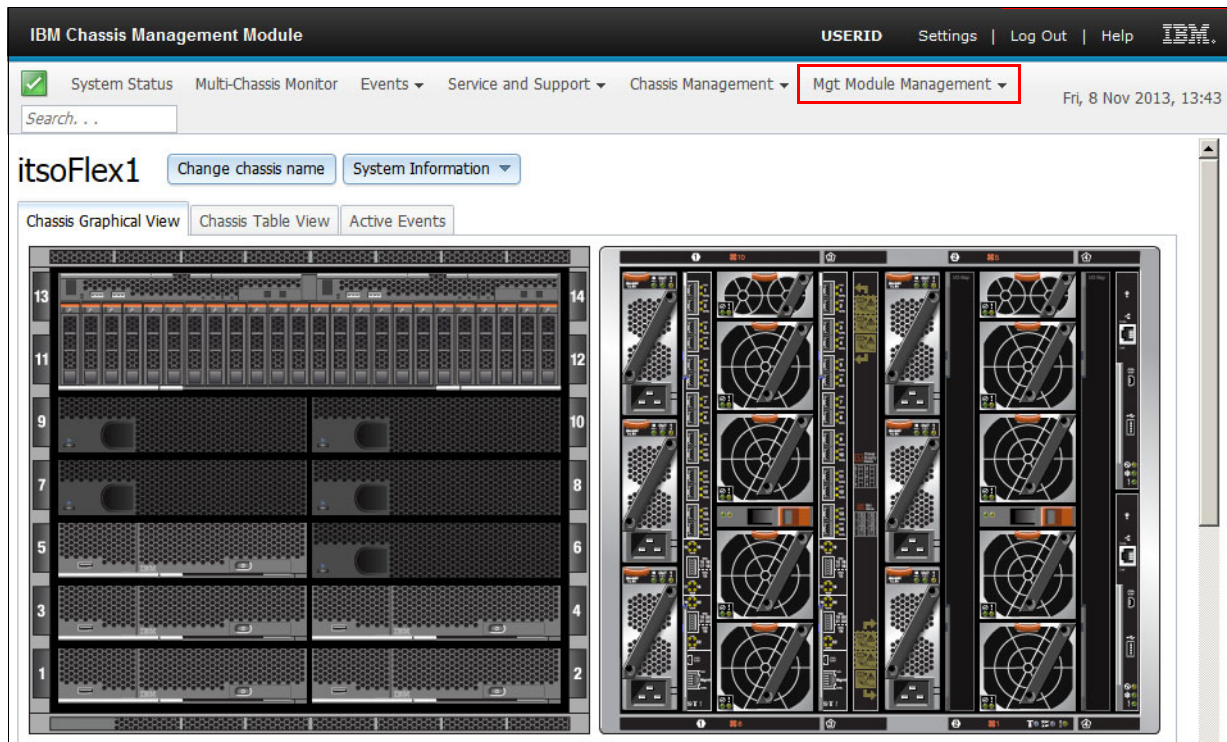 IBM Chassis Management Module
USERID Settings | Log Out | Help IBM.
System Status Multi-Chassis Monitor Events Service and Support Chassis Management Mgt Module Management
Fri, 8 Nov 2013, 13:43
Search. . .
itsoFlex1 Change chassis name System Information
Chassis Graphical View Chassis Table View Active Events
13 14
11 12
9 10
7 8
5 6
3 4
1 2